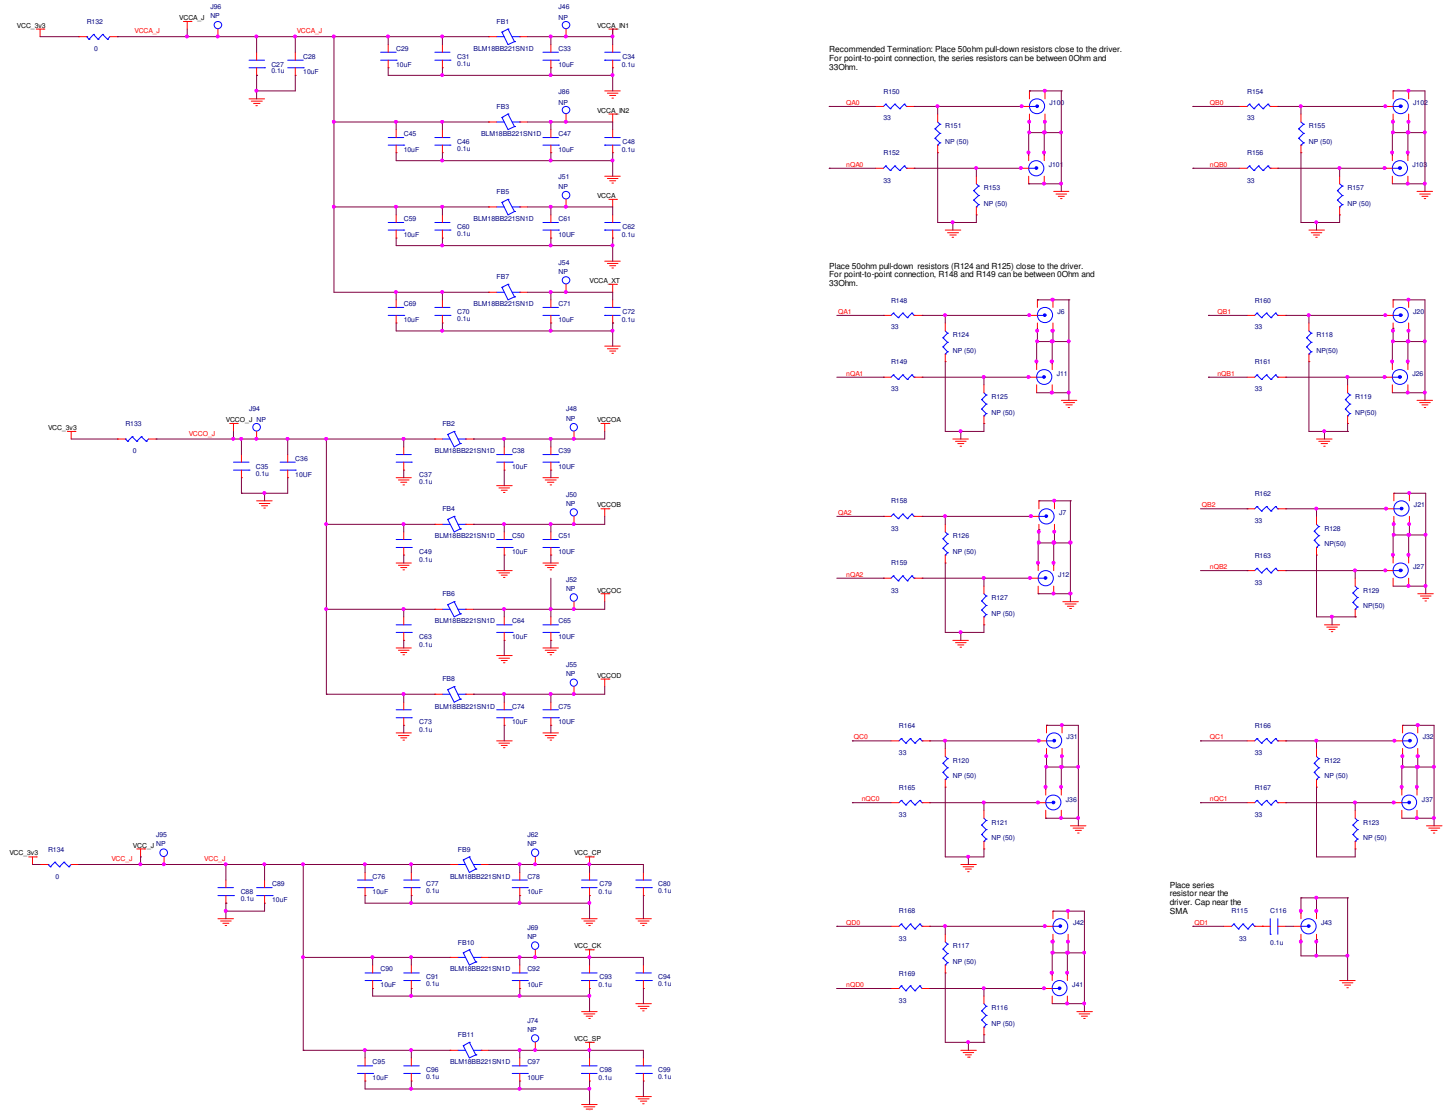 J96
NP
VCCA_J
VCC_3v3
R132
0
VCCA_J
VCCA_J
C27
0.1u
C28
10uF
C29
10uF
C31
0.1u
FB1
BLM18BB221SN1D
J46
NP
C33
10uF
VCCA_IN1
C34
0.1u
C45
10uF
C46
0.1u
FB3
BLM18BB221SN1D
J86
NP
C47
10uF
VCCA_IN2
C48
0.1u
C59
10uF
C60
0.1u
FB5
BLM18BB221SN1D
J51
NP
C61
10UF
VCCA
C62
0.1u
C69
10uF
C70
0.1u
FB7
BLM18BB221SN1D
J54
NP
C71
10uF
VCCA_XT
C72
0.1u
VCC_3v3
R133
0
VCCO_J
J94
VCCO_J
NP
C35
0.1u
C36
10UF
C37
0.1u
FB2
BLM18BB221SN1D
C38
10uF
J48
NP
C39
10UF
VCCOA
C49
0.1u
FB4
BLM18BB221SN1D
C50
10uF
J50
NP
C51
10UF
VCCOB
C63
0.1u
FB6
BLM18BB221SN1D
C64
10uF
J52
NP
C65
10UF
VCCOC
C73
0.1u
FB8
BLM18BB221SN1D
C74
10uF
J55
NP
C75
10UF
VCCOD
VCC_3v3
R134
0
VCC_J
VCC_J
J95
NP
VCC_J
C88
0.1u
C89
10uF
C76
10uF
C77
0.1u
FB9
BLM18BB221SN1D
J62
NP
C78
10uF
VCC_CP
C79
0.1u
C80
0.1u
C90
10uF
C91
0.1u
FB10
BLM18BB221SN1D
J69
NP
C92
10uF
VCC_CK
C93
0.1u
C94
0.1u
C95
10uF
C96
0.1u
FB11
BLM18BB221SN1D
J74
NP
C97
10UF
VCC_SP
C98
0.1u
C99
0.1u
Recommended Termination: Place 50ohm pull-down resistors close to the driver.
For point-to-point connection, the series resistors can be between 0Ohm and
33Ohm.
QA0
R150
33
R151
NP (50)
J100
nQA0
R152
33
R153
NP (50)
J101
QB0
R154
33
R155
NP (50)
J102
nQB0
R156
33
R157
NP (50)
J103
Place 50ohm pull-down resistors (R124 and R125) close to the driver.
For point-to-point connection, R148 and R149 can be between 0Ohm and
33Ohm.
QA1
R148
33
R124
NP (50)
J6
nQA1
R149
33
R125
NP (50)
J11
QB1
R160
33
R118
NP(50)
J20
nQB1
R161
33
R119
NP(50)
J26
QA2
R158
33
R126
NP (50)
J7
nQA2
R159
33
R127
NP (50)
J12
QB2
R162
33
R128
NP(50)
J21
nQB2
R163
33
R129
NP(50)
J27
QC0
R164
33
R120
NP (50)
J31
nQC0
R165
33
R121
NP (50)
J36
QC1
R166
33
R122
NP (50)
J32
nQC1
R167
33
R123
NP (50)
J37
QD0
R168
33
R117
NP (50)
J42
nQD0
R169
33
R116
NP (50)
J41
Place series
resistor near the
driver. Cap near the
SMA
QD1
R115
33
C116
0.1u
J43